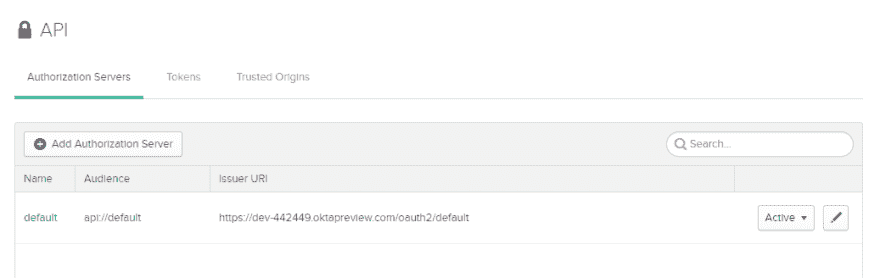 API
Authorization Servers Tokens Trusted Origins
Add Authorization Server Search...
Name Audience Issuer URI
default api://default https://dev-442449.oktapreview.com/oauth2/default Active